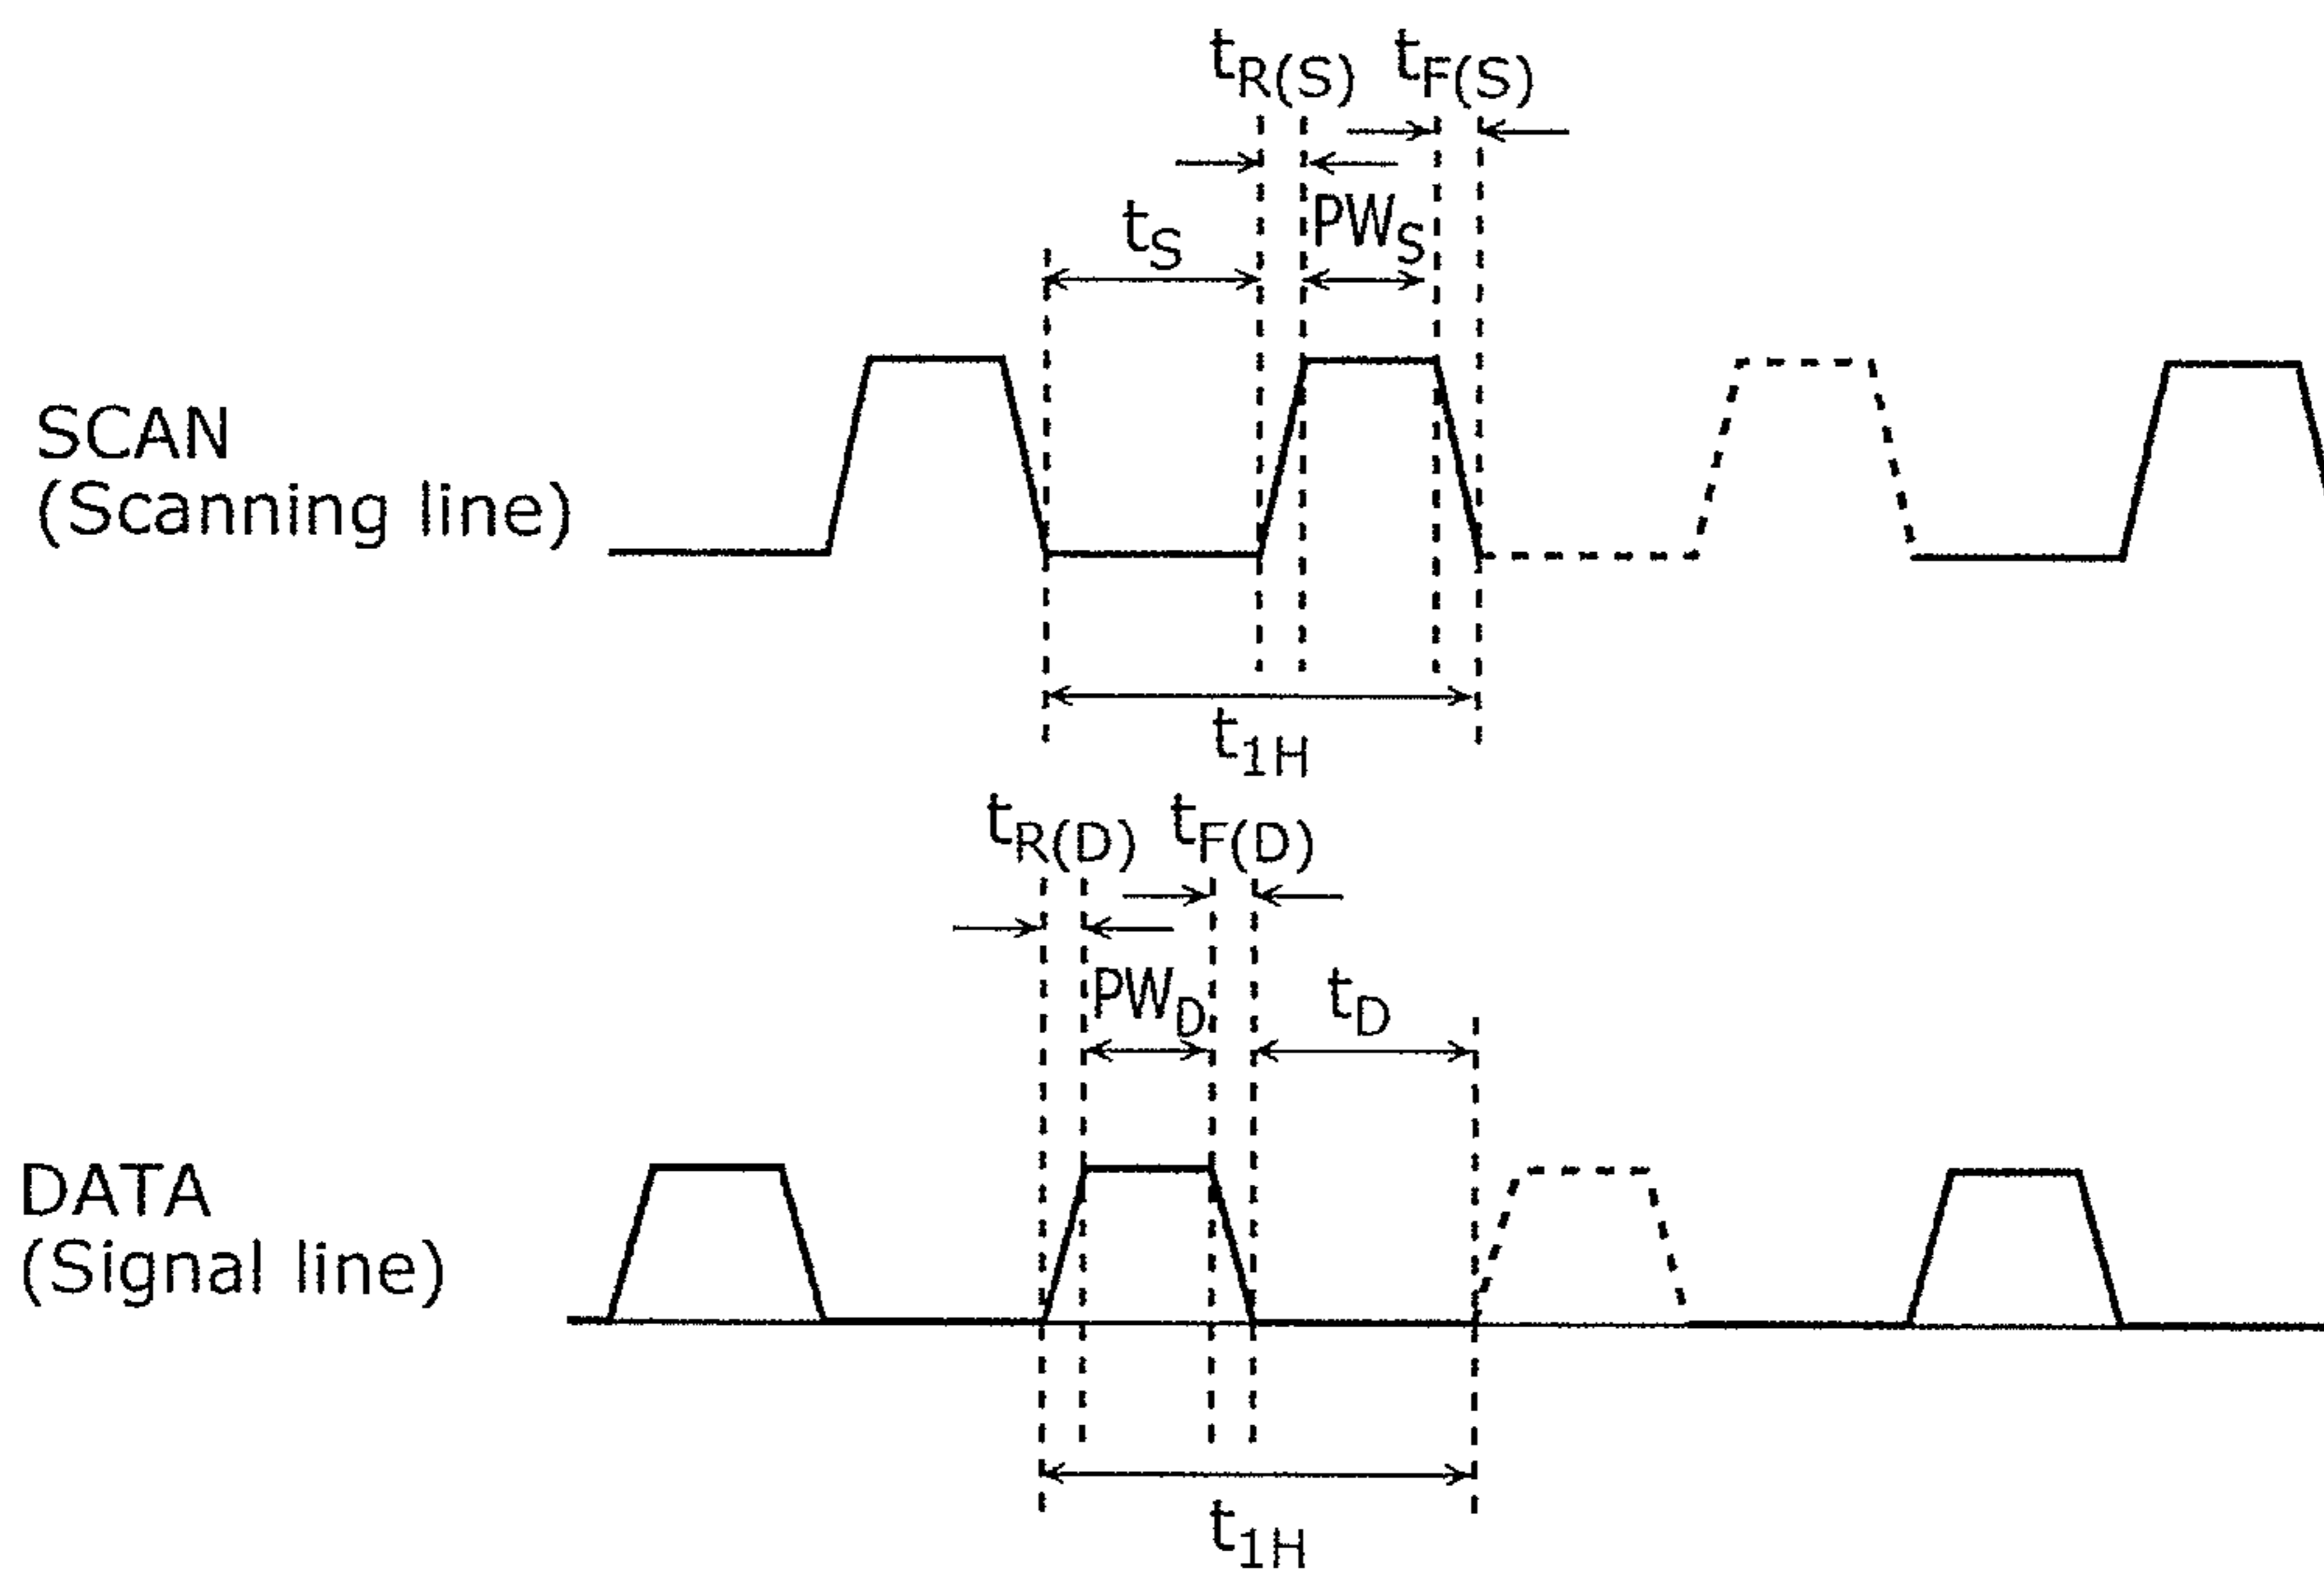 tR(S) tF(S)
tS PWS
SCAN
(Scanning line)
t1H
tR(D) tF(D)
PWD tD
DATA
(Signal line)
t1H